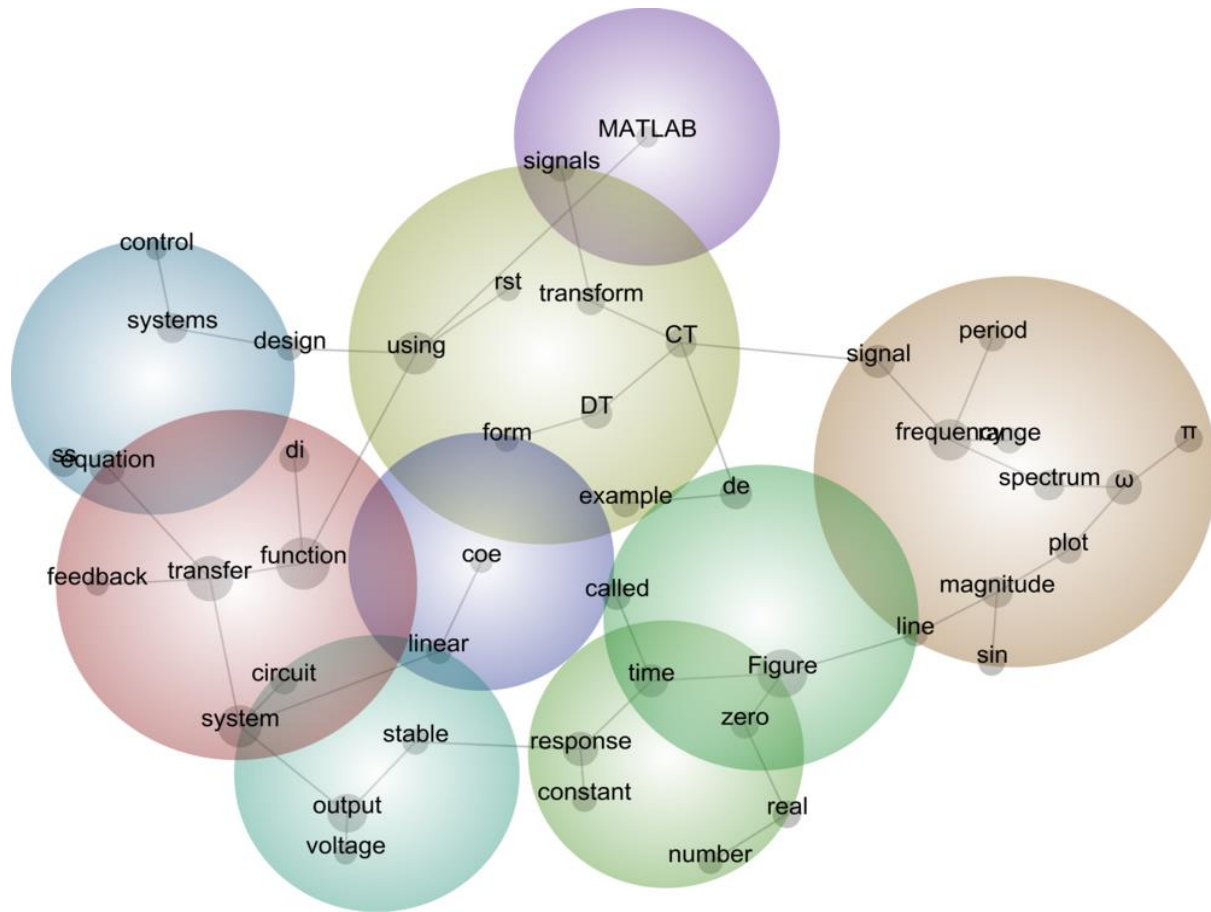 MATLAB
signals
control
rst
transform
systems
design
using
CT
signal
period
DT
form
frequency
range
π
ss
equation
di
spectrum
ω
example
de
function
coe
plot
feedback
transfer
called
magnitude
linear
line
circuit
time
Figure
sin
system
zero
stable
response
output
constant
real
voltage
number